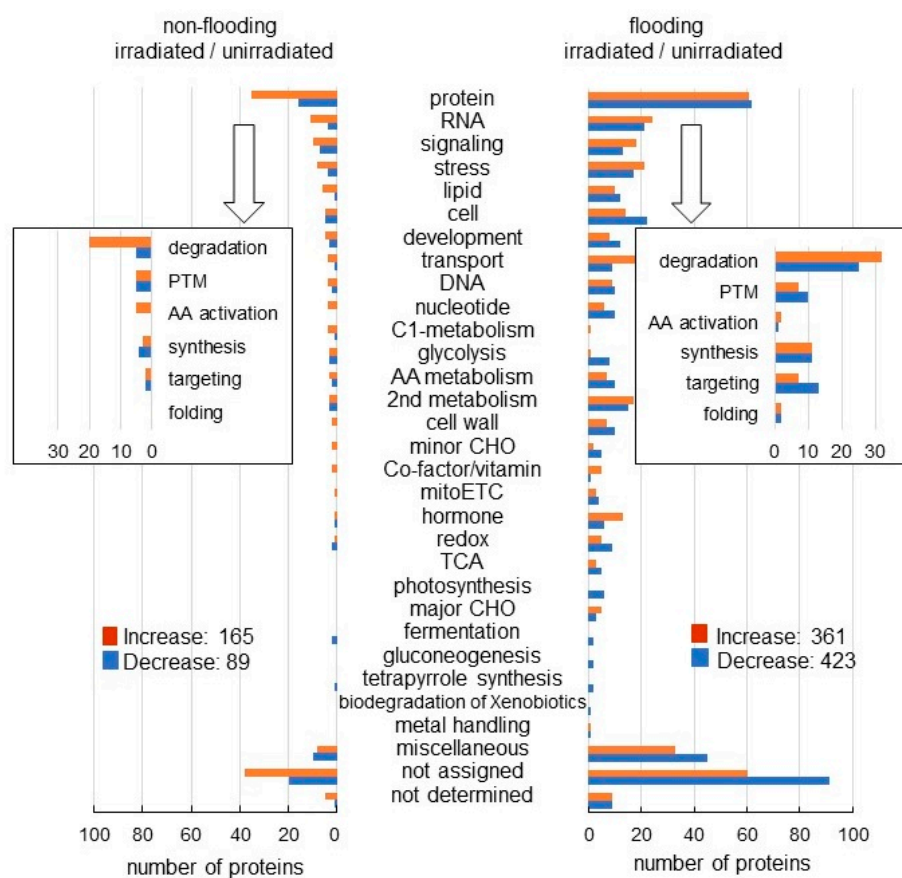 non-flooding
irradiated / unirradiated
flooding
irradiated / unirradiated
protein
RNA
signaling
stress
lipid
cell
development
transport
DNA
nucleotide
C1-metabolism
glycolysis
AA metabolism
2nd metabolism
cell wall
minor CHO
Co-factor/vitamin
mitoETC
hormone
redox
TCA
photosynthesis
major CHO
fermentation
gluconeogenesis
tetrapyrrole synthesis
biodegradation of Xenobiotics
metal handling
miscellaneous
not assigned
not determined
degradation
PTM
AA activation
synthesis
targeting
folding
30 20 10 0
degradation
PTM
AA activation
synthesis
targeting
folding
0 10 20 30
Increase: 165
Decrease: 89
Increase: 361
Decrease: 423
100 80 60 40 20 0
0 20 40 60 80 100
number of proteins
number of proteins